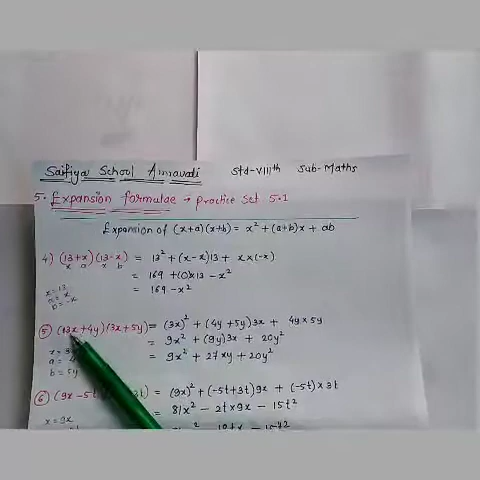 Saifiya School Amravati Std-VIIIth Sub-Maths
5. Expansion formulae → Practice Set 5.1
Expansion of (x+a)(x+b) = x² + (a+b)x + ab
4) (13+x)(13-x) = 13² + (x-x)13 + x×(-x)
x a x b
= 169 + (0)×13 - x²
x = 13
a = x
b = -x
= 169 - x²
⑤ (13x+4y)(3x+5y) = (3x)² + (4y+5y)3x + 4y×5y
= 9x² + (9y)3x + 20y²
a =
b = 5y
= 9x² + 27xy + 20y²
⑥ (9x-5t) 3t) = (9x)² + (-5t+3t)9x + (-5t)×3t
= 81x² - 2t×9x - 15t²
x = 9x